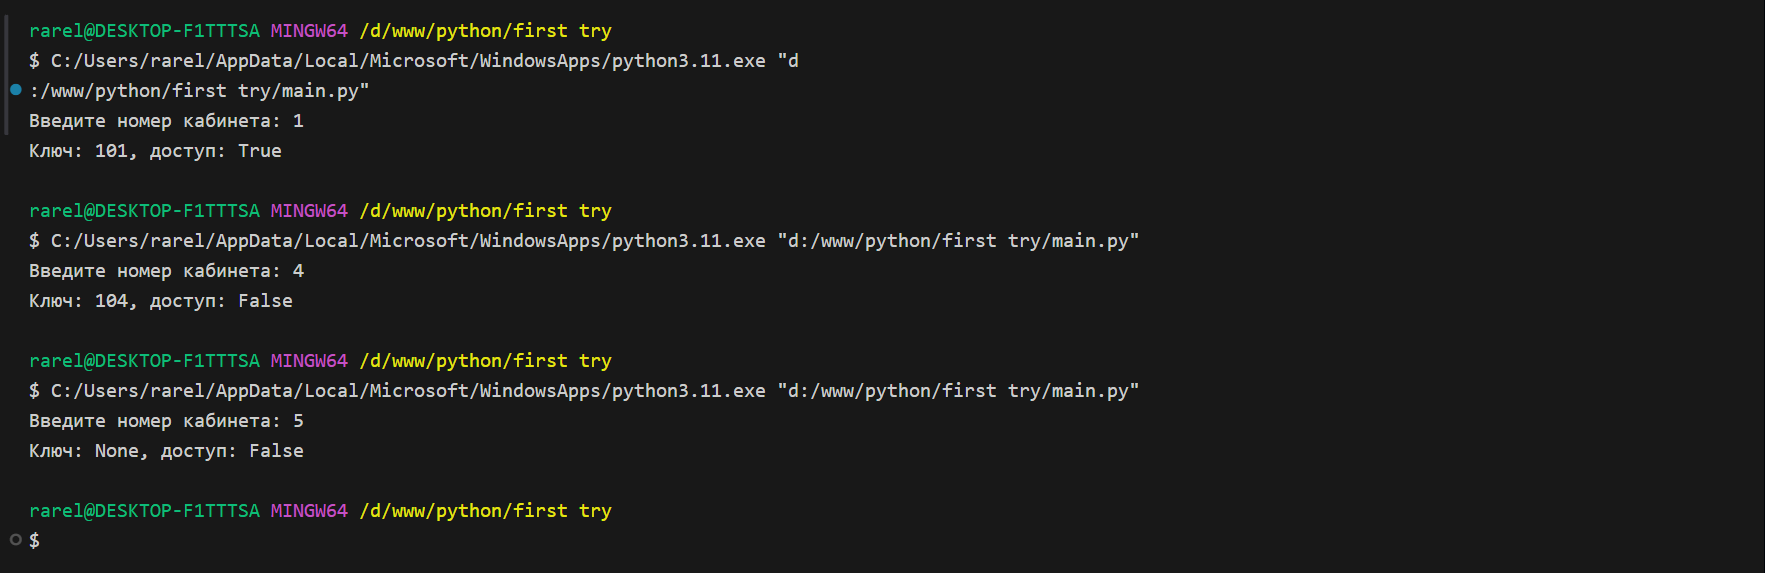 rarel@DESKTOP-F1TTTSA MINGW64 /d/www/python/first try
$ C:/Users/rarel/AppData/Local/Microsoft/WindowsApps/python3.11.exe "d
:/www/python/first try/main.py"
Введите номер кабинета: 1
Ключ: 101, доступ: True
rarel@DESKTOP-F1TTTSA MINGW64 /d/www/python/first try
$ C:/Users/rarel/AppData/Local/Microsoft/WindowsApps/python3.11.exe "d:/www/python/first try/main.py"
Введите номер кабинета: 4
Ключ: 104, доступ: False
rarel@DESKTOP-F1TTTSA MINGW64 /d/www/python/first try
$ C:/Users/rarel/AppData/Local/Microsoft/WindowsApps/python3.11.exe "d:/www/python/first try/main.py"
Введите номер кабинета: 5
Ключ: None, доступ: False
rarel@DESKTOP-F1TTTSA MINGW64 /d/www/python/first try
$